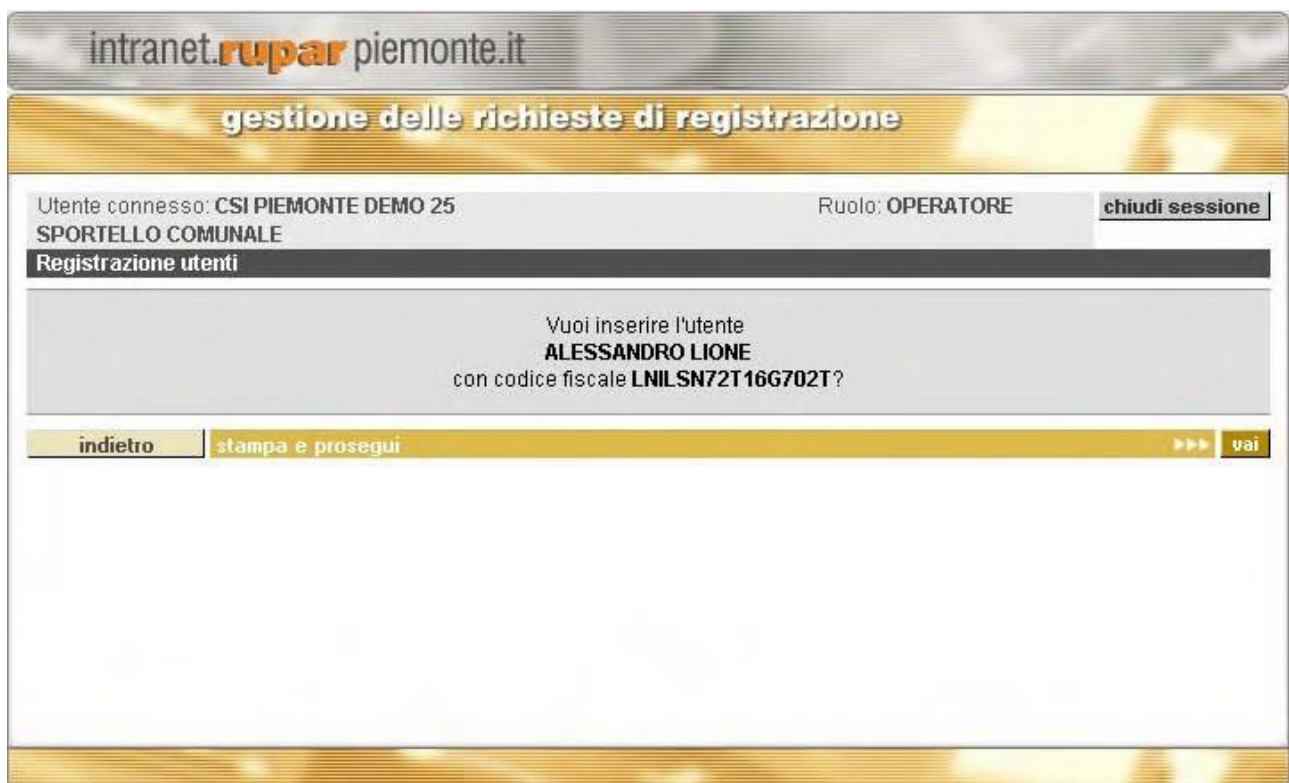 intranet.rupar piemonte.it
gestione delle richieste di registrazione
Utente connesso: CSI PIEMONTE DEMO 25 Ruolo: OPERATORE chiudi sessione
SPORTELLO COMUNALE
Registrazione utenti
Vuoi inserire l'utente
ALESSANDRO LIONE
con codice fiscale LNILSN72T16G702T?
indietro stampa e prosegui vai